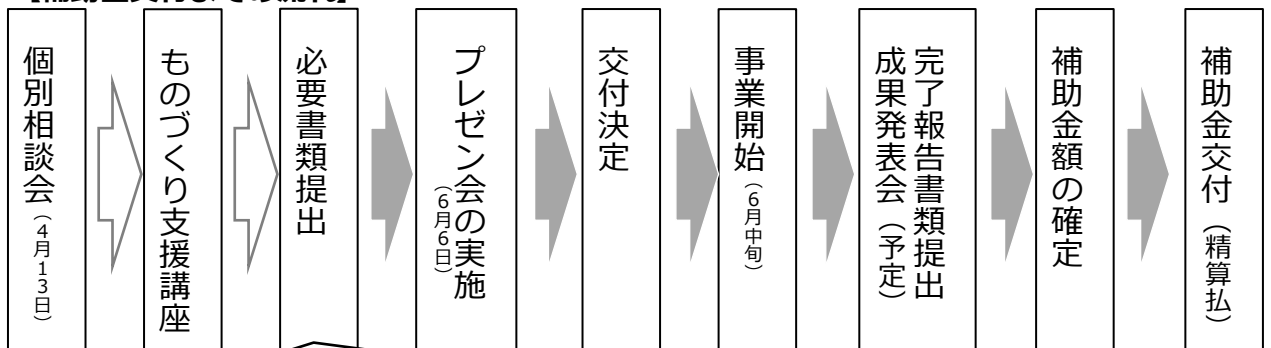 個別相談会（４月１３日）
ものづくり支援講座
必要書類提出
プレゼン会の実施
（６月６日）
交付決定
事業開始（６月中旬）
完了報告書類提出
成果発表会（予定）
補助金額の確定
補助金交付（精算払）